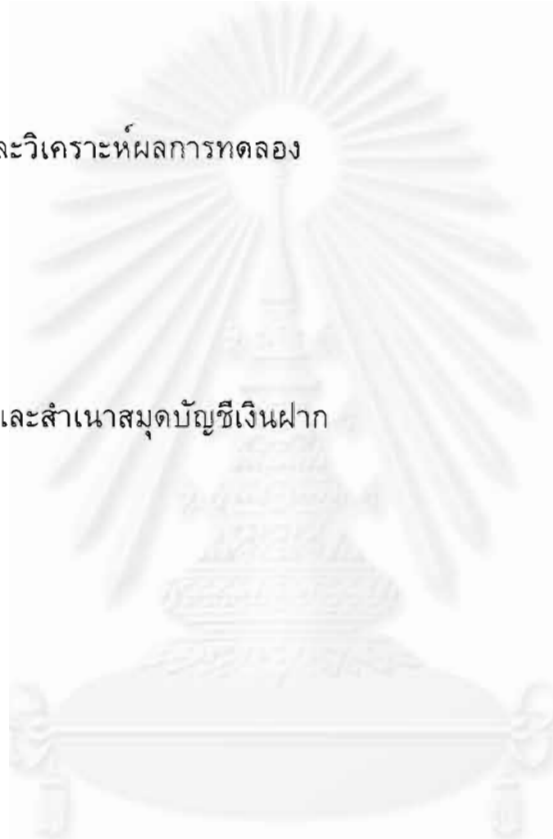 ละวิเคราะห์ผลการทดลอง
และสำเนาสมุดบัญชีเงินฝาก